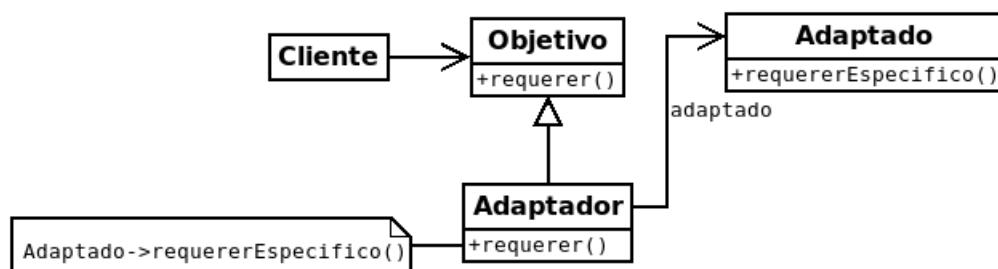 Cliente
Objetivo
+requerer()
Adaptado
+requererEspecifico()
adaptado
Adaptador
+requerer()
Adaptado->requererEspecifico()